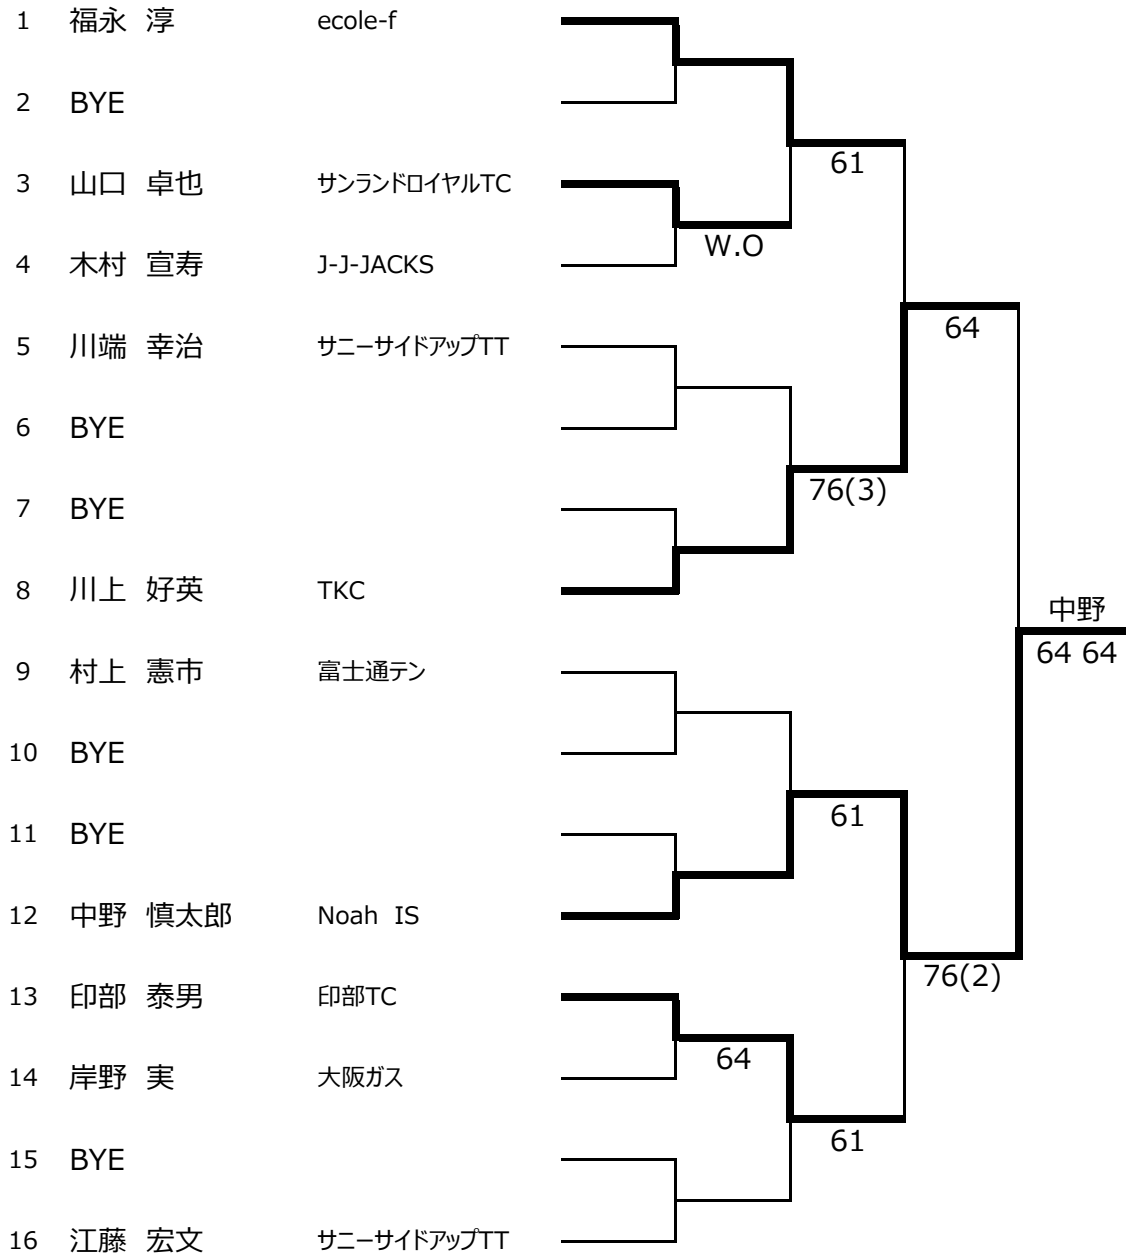 1 福永 淳 ecole-f
2 BYE
61
3 山口 卓也 サンランドロイヤルTC
W.O
4 木村 宣寿 J-J-JACKS
64
5 川端 幸治 サニーサイドアップTT
6 BYE
76(3)
7 BYE
8 川上 好英 TKC
中野
64 64
9 村上 憲市 富士通テン
10 BYE
61
11 BYE
12 中野 慎太郎 Noah IS
76(2)
13 印部 泰男 印部TC
64
14 岸野 実 大阪ガス
61
15 BYE
16 江藤 宏文 サニーサイドアップTT